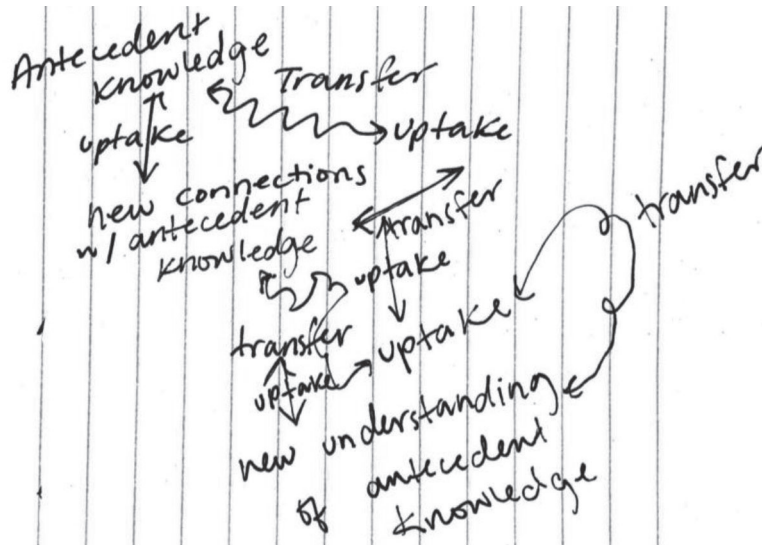 Antecedent
Knowledge
Transfer
uptake
uptake
new connections
w/ antecedent
knowledge
transfer
transfer
uptake
transfer
uptake
uptake
new understanding
of antecedent
knowledge